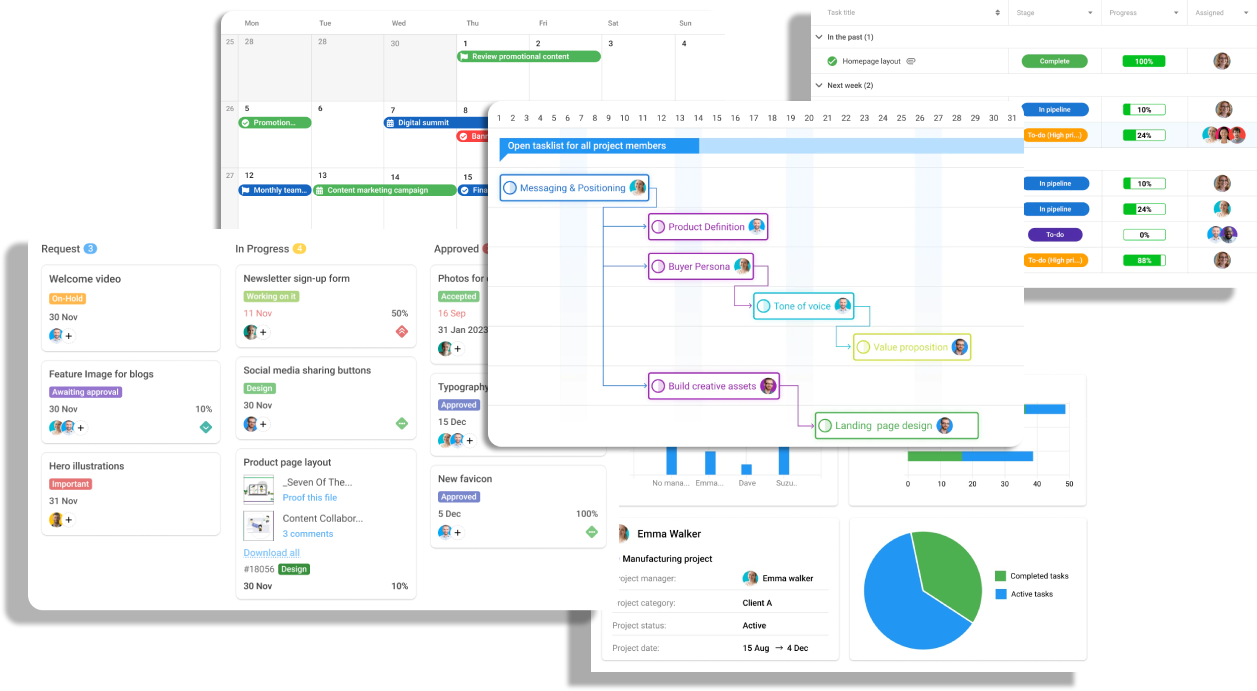 Mon Tue Wed Thu Fri Sat Sun
25 28 28 30 1 2 3 4
Review promotional content
26 5 6 7 8
Promotion... Digital summit
Bann
27 12 13 14 15
Monthly team... Content marketing campaign Fina
Task title Stage Progress Assigned
In the past (1)
Homepage layout Complete 100%
Next week (2)
In pipeline 10%
To-do (High pri...) 24%
In pipeline 10%
In pipeline 24%
To-do 0%
To-do (High pri...) 88%
1 2 3 4 5 6 7 8 9 10 11 12 13 14 15 16 17 18 19 20 21 22 23 24 25 26 27 28 29 30 31
Open tasklist for all project members
Messaging & Positioning
Product Definition
Buyer Persona
Tone of voice
Value proposition
Build creative assets
Landing page design
Request 3
Welcome video
On-Hold
30 Nov
+
Feature Image for blogs
Awaiting approval
30 Nov 10%
+
Hero illustrations
Important
31 Nov
+
In Progress 4
Newsletter sign-up form
Working on it
11 Nov 50%
+
Social media sharing buttons
Design
30 Nov
+
Product page layout
_Seven Of The...
Proof this file
Content Collabor...
3 comments
Download all
#18056 Design
30 Nov 10%
Approved
Photos for
Accepted
16 Sep
31 Jan 2023
+
Typography
Approved
15 Dec
+
New favicon
Approved
5 Dec 100%
+
No mana... Emma... Dave Suzu..
0 10 20 30 40 50
Emma Walker
Manufacturing project
roject manager: Emma walker
roject category: Client A
Project status: Active
Project date: 15 Aug → 4 Dec
Completed tasks
Active tasks